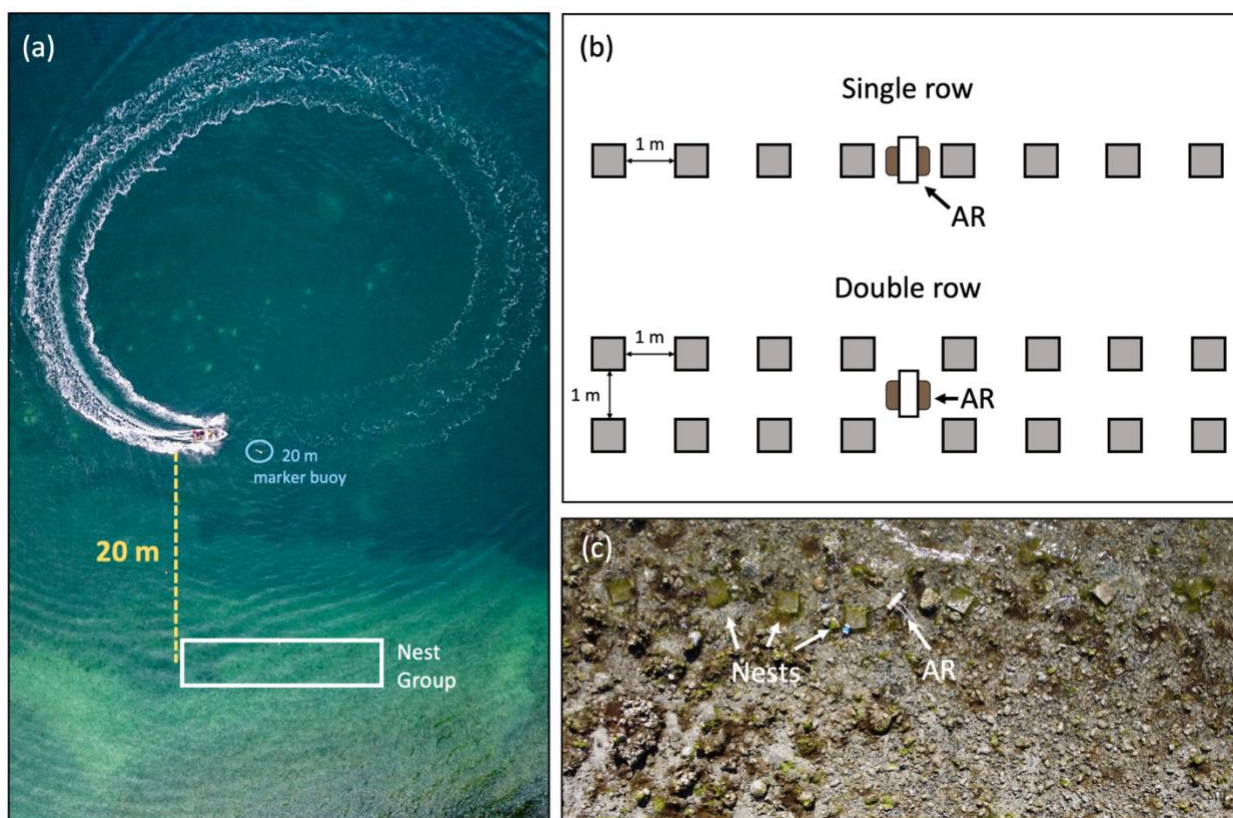 (a)
20 m
marker buoy
20 m
Nest
Group
(b)
Single row
1 m
AR
Double row
1 m
1 m
AR
(c)
Nests
AR